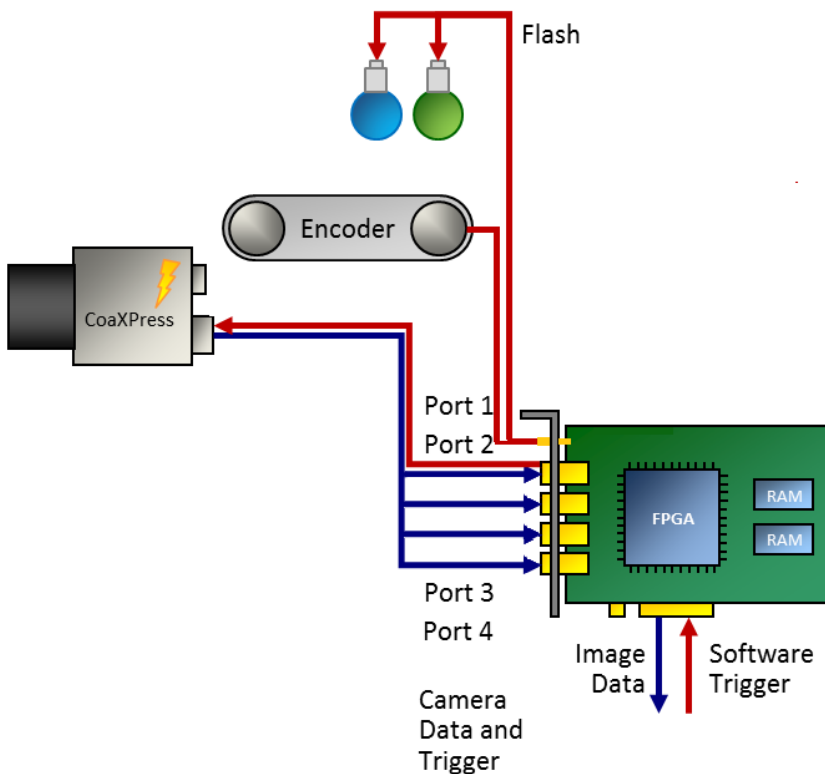 Flash
Encoder
CoaXPress
Port 1
Port 2
FPGA
RAM
RAM
Port 3
Port 4
Image
Data
Software
Trigger
Camera
Data and
Trigger